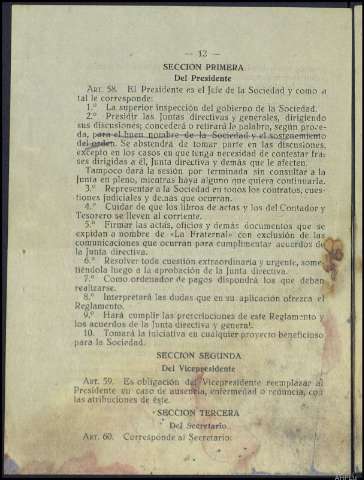 — 12 —
SECCION PRIMERA
Del Presidente
ART. 58. El Presidente es el Jefe de la Sociedad y como a
tal le corresponde:
1.º La superior inspección del gobierno de la Sociedad.
2.º Presidir las Juntas directivas y generales, dirigiendo
sus discusiones; concederá o retirará la palabra, según proce-
da, para el buen nombre de la Sociedad y el sostenimiento
del orden. Se abstendrá de tomar parte en las discusiones,
excepto en los casos en que tenga necesidad de contestar fra-
ses dirigidas a él, Junta directiva y demás que le afecten.
Tampoco dará la sesión por terminada sin consultar a la
Junta en pleno, mientras haya alguno que quiera continuarla.
3.º Representar a la Sociedad en todos los contratos, cues-
tiones judiciales y demás que ocurran.
4.º Cuidar de que los libros de actas y los del Contador y
Tesorero se lleven al corriente.
5.º Firmar las actas, oficios y demás documentos que se
expidan a nombre de «La Fraternal» con exclusión de las
comunicaciones que ocurran para cumplimentar acuerdos de
la Junta directiva.
6.º Resolver toda cuestión extraordinaria y urgente, some-
tiéndola luego a la aprobación de la Junta directiva.
7.º Como ordenador de pagos dispondrá los que deban
realizarse.
8.º Interpretará las dudas que en su aplicación ofrezca el
Reglamento.
9.º Hará cumplir las prescripciones de este Reglamento y
los acuerdos de la Junta directiva y general.
10. Tomará la iniciativa en cualquier proyecto beneficioso
para la Sociedad.
SECCION SEGUNDA
Del Vicepresidente
ART. 59. Es obligación del Vicepresidente reemplazar al
Presidente en caso de ausencia, enfermedad o renuncia, con
las atribuciones de éste.
SECCION TERCERA
Del Secretario
ART. 60. Corresponde al Secretario: